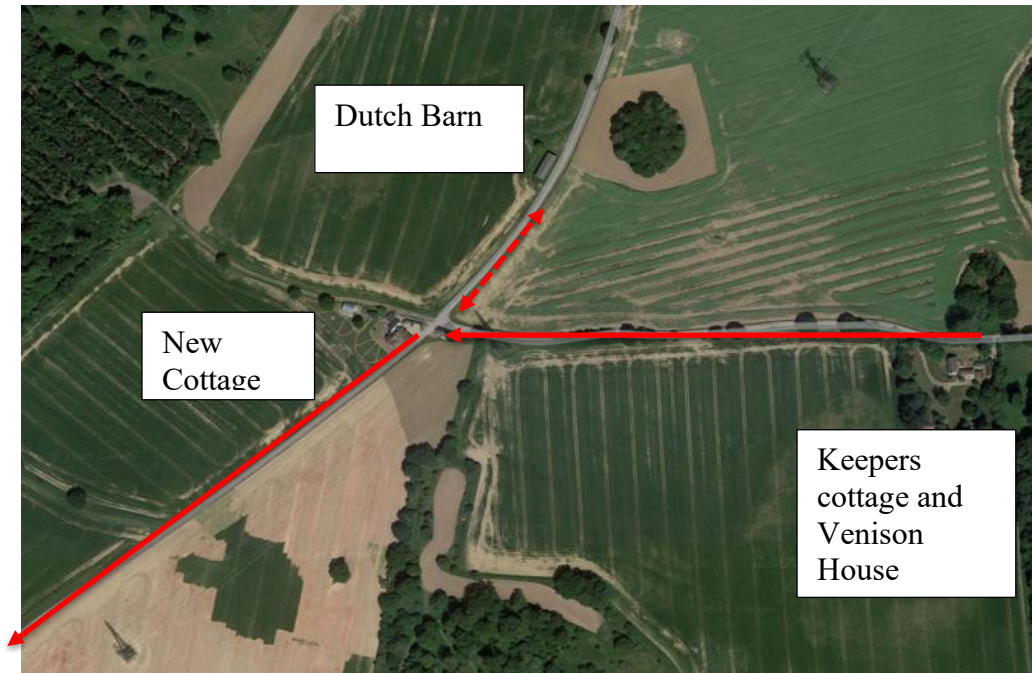 Dutch Barn
New
Cottage
Keepers
cottage and
Venison
House